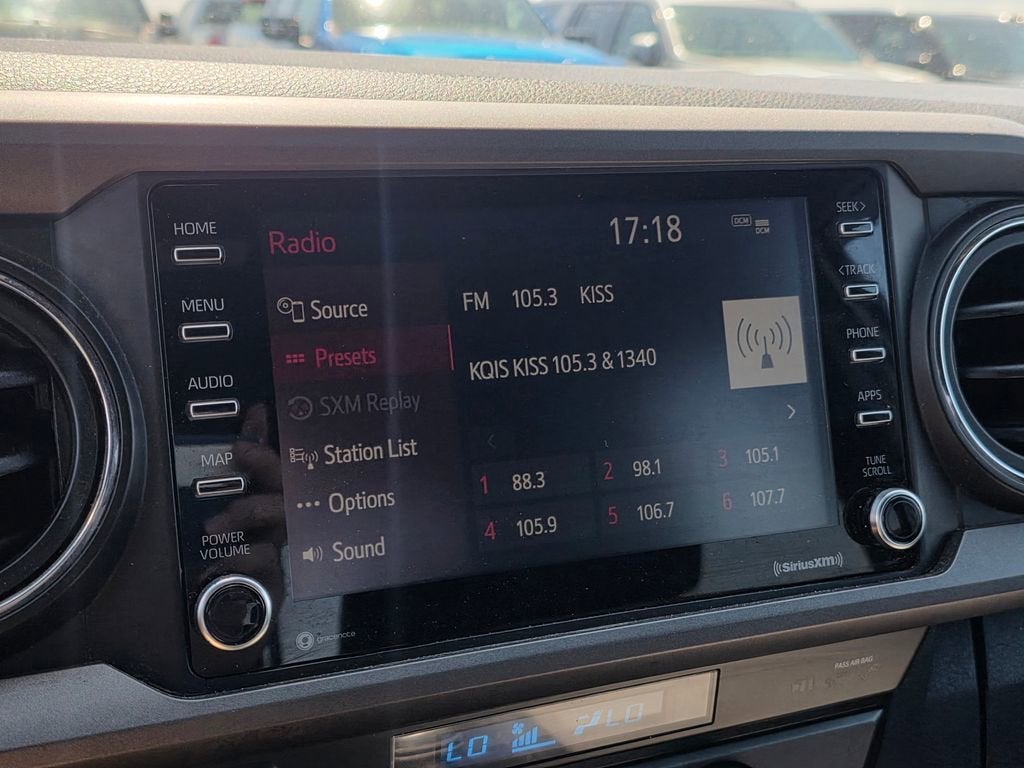 HOME
MENU
AUDIO
MAP
POWER
VOLUME
Radio
17:18
DCM
DCM
Source
Presets
SXM Replay
Station List
Options
Sound
FM 105.3 KISS
KQIS KISS 105.3 & 1340
1 88.3 2 98.1 3 105.1
4 105.9 5 106.7 6 107.7
SEEK >
< TRACK
PHONE
APPS
TUNE
SCROLL
gracenote
((SiriusXM))
PASS AIR BAG
LO LO